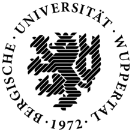 · BERGISCHE · UNIVERSITÄT · WUPPERTAL
· 1972 ·